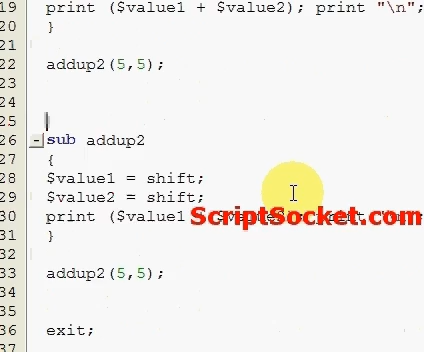 19 print ($value1 + $value2); print "\n";
20 }
21
22 addup2(5,5);
23
24
25
26 sub addup2
27 {
28 $value1 = shift;
29 $value2 = shift;
30 print ($value1
ScriptSocket.com
31 }
32
33 addup2(5,5);
34
35
36 exit;
37